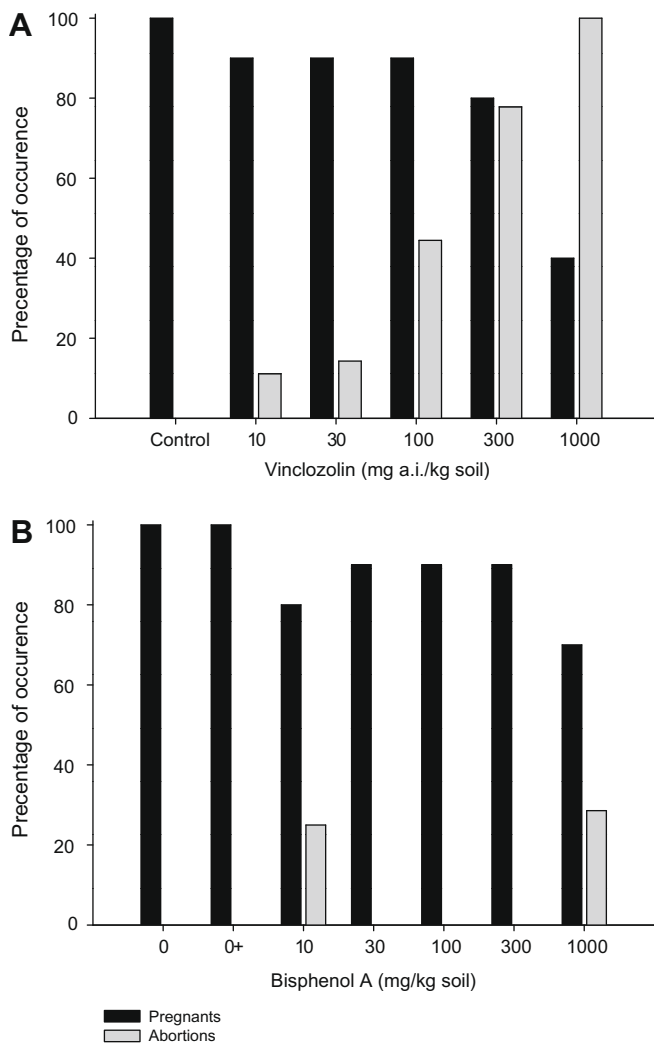 A
100
80
60
40
20
0
Precentage of occurence
Control 10 30 100 300 1000
Vinclozolin (mg a.i./kg soil)
B
100
80
60
40
20
0
Precentage of occurence
0 0+ 10 30 100 300 1000
Bisphenol A (mg/kg soil)
Pregnants
Abortions